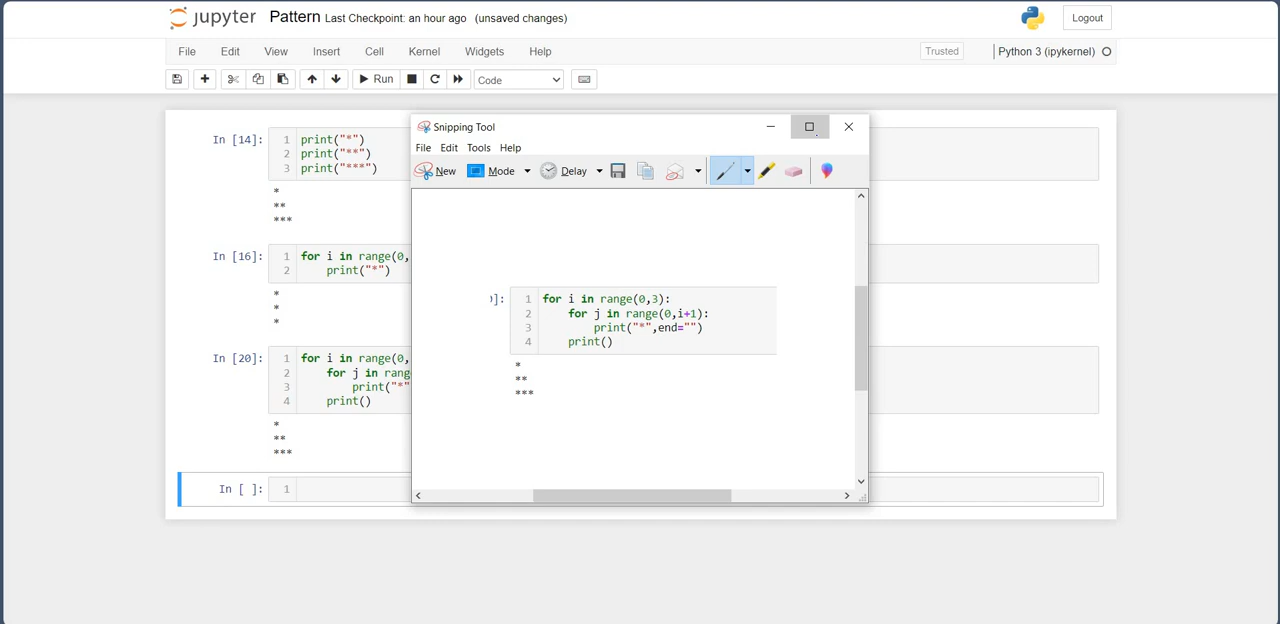 jupyter Pattern Last Checkpoint: an hour ago (unsaved changes)
Logout
File Edit View Insert Cell Kernel Widgets Help
Trusted
Python 3 (ipykernel)
Run
Code
In [14]:
1 print("*")
2 print("**")
3 print("***")
*
**
***
In [16]:
1 for i in range(0,
2 print("*")
*
*
*
In [20]:
1 for i in range(0,
2 for j in rang
3 print("*"
4 print()
*
**
***
In [ ]:
1
Snipping Tool
File Edit Tools Help
New Mode Delay
]:
1 for i in range(0,3):
2 for j in range(0,i+1):
3 print("*",end="")
4 print()
*
**
***